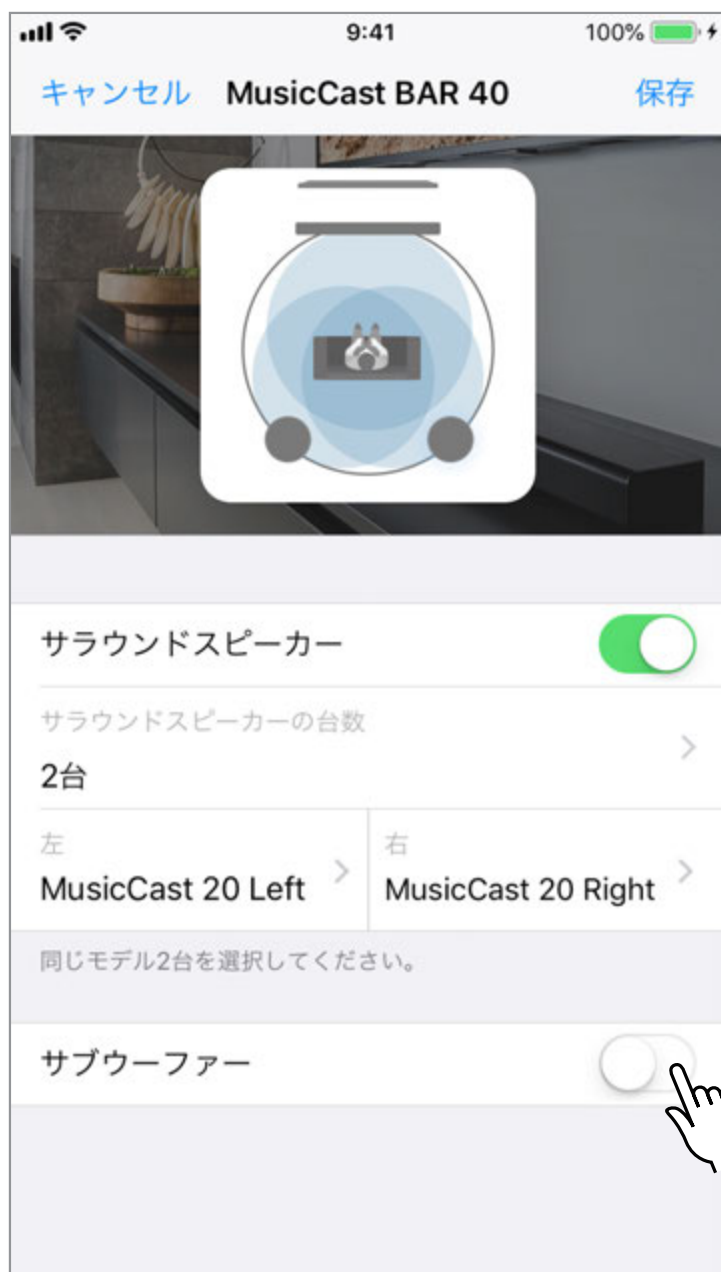 9:41 100%
キャンセル MusicCast BAR 40 保存
サラウンドスピーカー
サラウンドスピーカーの台数
2台
左 右
MusicCast 20 Left MusicCast 20 Right
同じモデル2台を選択してください。
サブウーファー